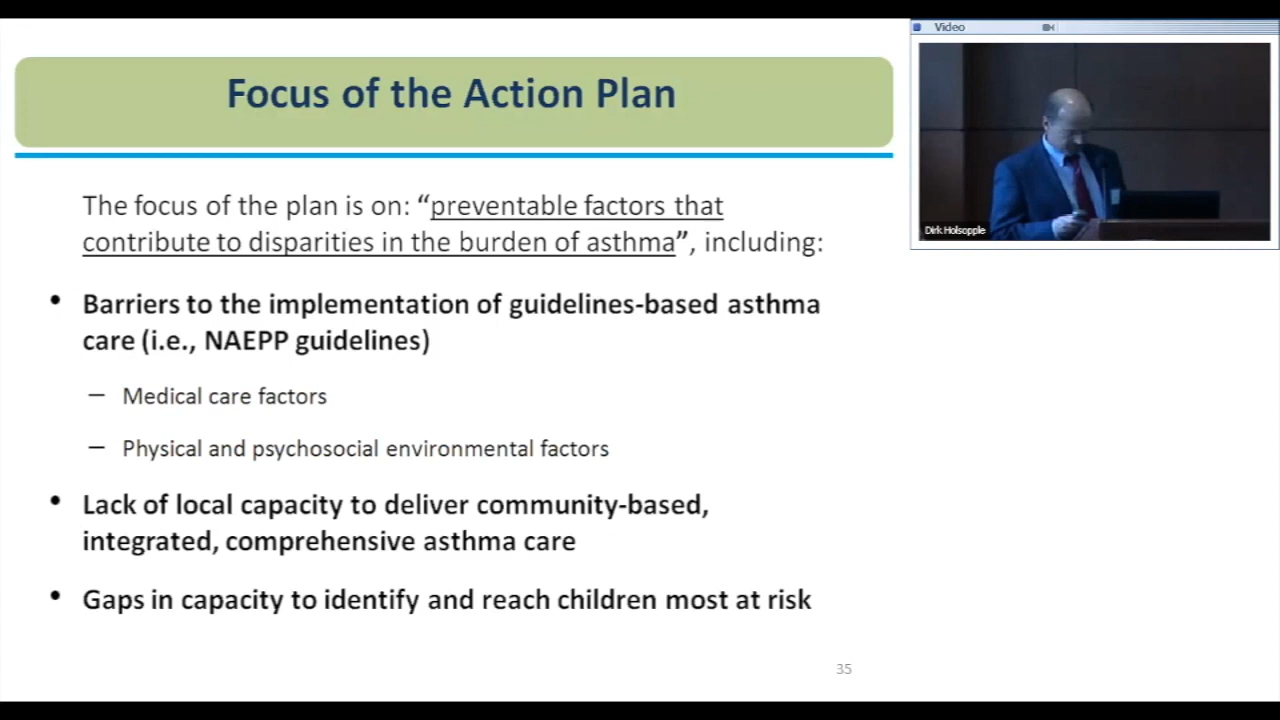 Focus of the Action Plan
The focus of the plan is on: “preventable factors that
contribute to disparities in the burden of asthma”, including:
• Barriers to the implementation of guidelines-based asthma
care (i.e., NAEPP guidelines)
– Medical care factors
– Physical and psychosocial environmental factors
• Lack of local capacity to deliver community-based,
integrated, comprehensive asthma care
• Gaps in capacity to identify and reach children most at risk
35
Video
Dirk Holsopple